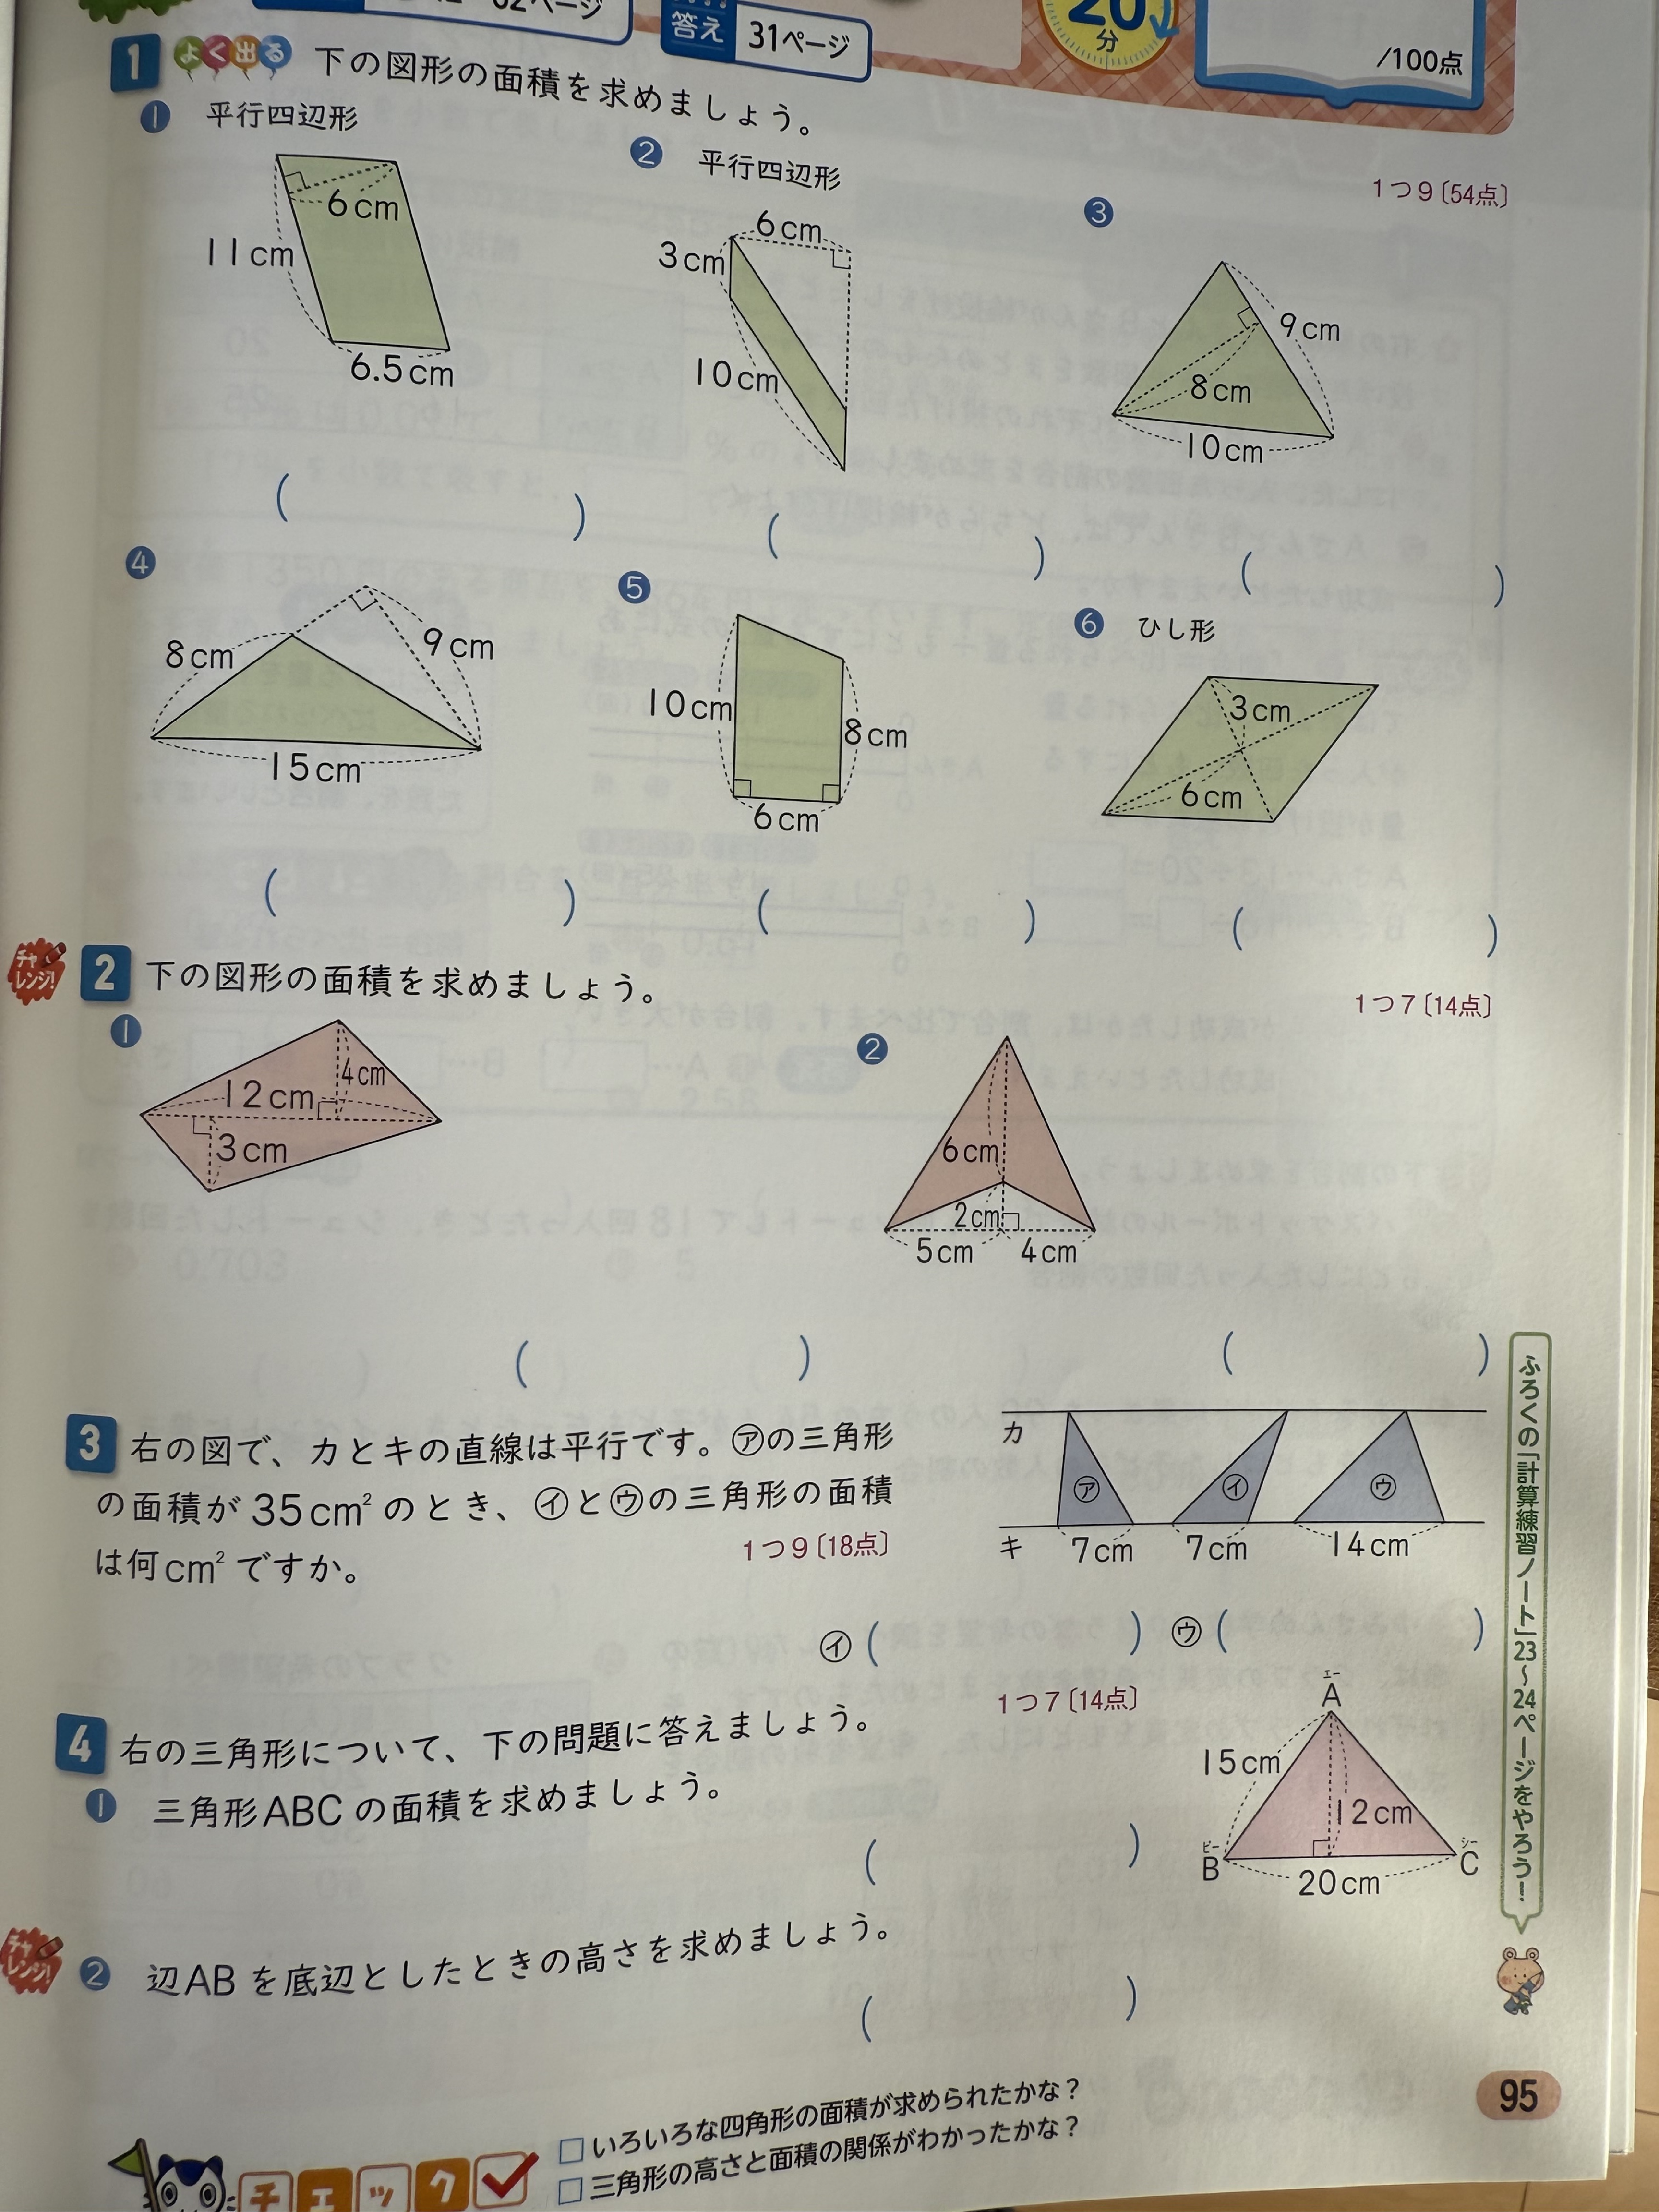 答え 31ページ
20
分
/100点
1 よく出る 下の図形の面積を求めましょう。
1つ9〔54点〕
❶ 平行四辺形
6cm
11cm
6.5cm
❷ 平行四辺形
6cm
3cm
10cm
❸
9cm
8cm
10cm
( )
( )
( )
❹
8cm
9cm
15cm
❺
10cm
8cm
6cm
❻ ひし形
3cm
6cm
( )
( )
( )
チャレンジ!
2 下の図形の面積を求めましょう。
1つ7〔14点〕
❶
4cm
12cm
3cm
❷
6cm
2cm
5cm 4cm
( )
( )
3 右の図で、カとキの直線は平行です。㋐の三角形
の面積が35cm²のとき、㋑と㋒の三角形の面積
は何cm²ですか。
1つ9〔18点〕
カ
㋐ ㋑ ㋒
キ
7cm 7cm 14cm
㋑( ) ㋒( )
4 右の三角形について、下の問題に答えましょう。
1つ7〔14点〕
❶ 三角形ABCの面積を求めましょう。
( )
エー
A
15cm
12cm
ビー
B
シー
C
20cm
チャレンジ!
❷ 辺ABを底辺としたときの高さを求めましょう。
( )
ふろくの「計算練習ノート」23～24ページをやろう!
95
チェック✓
□いろいろな四角形の面積が求められたかな?
□三角形の高さと面積の関係がわかったかな?